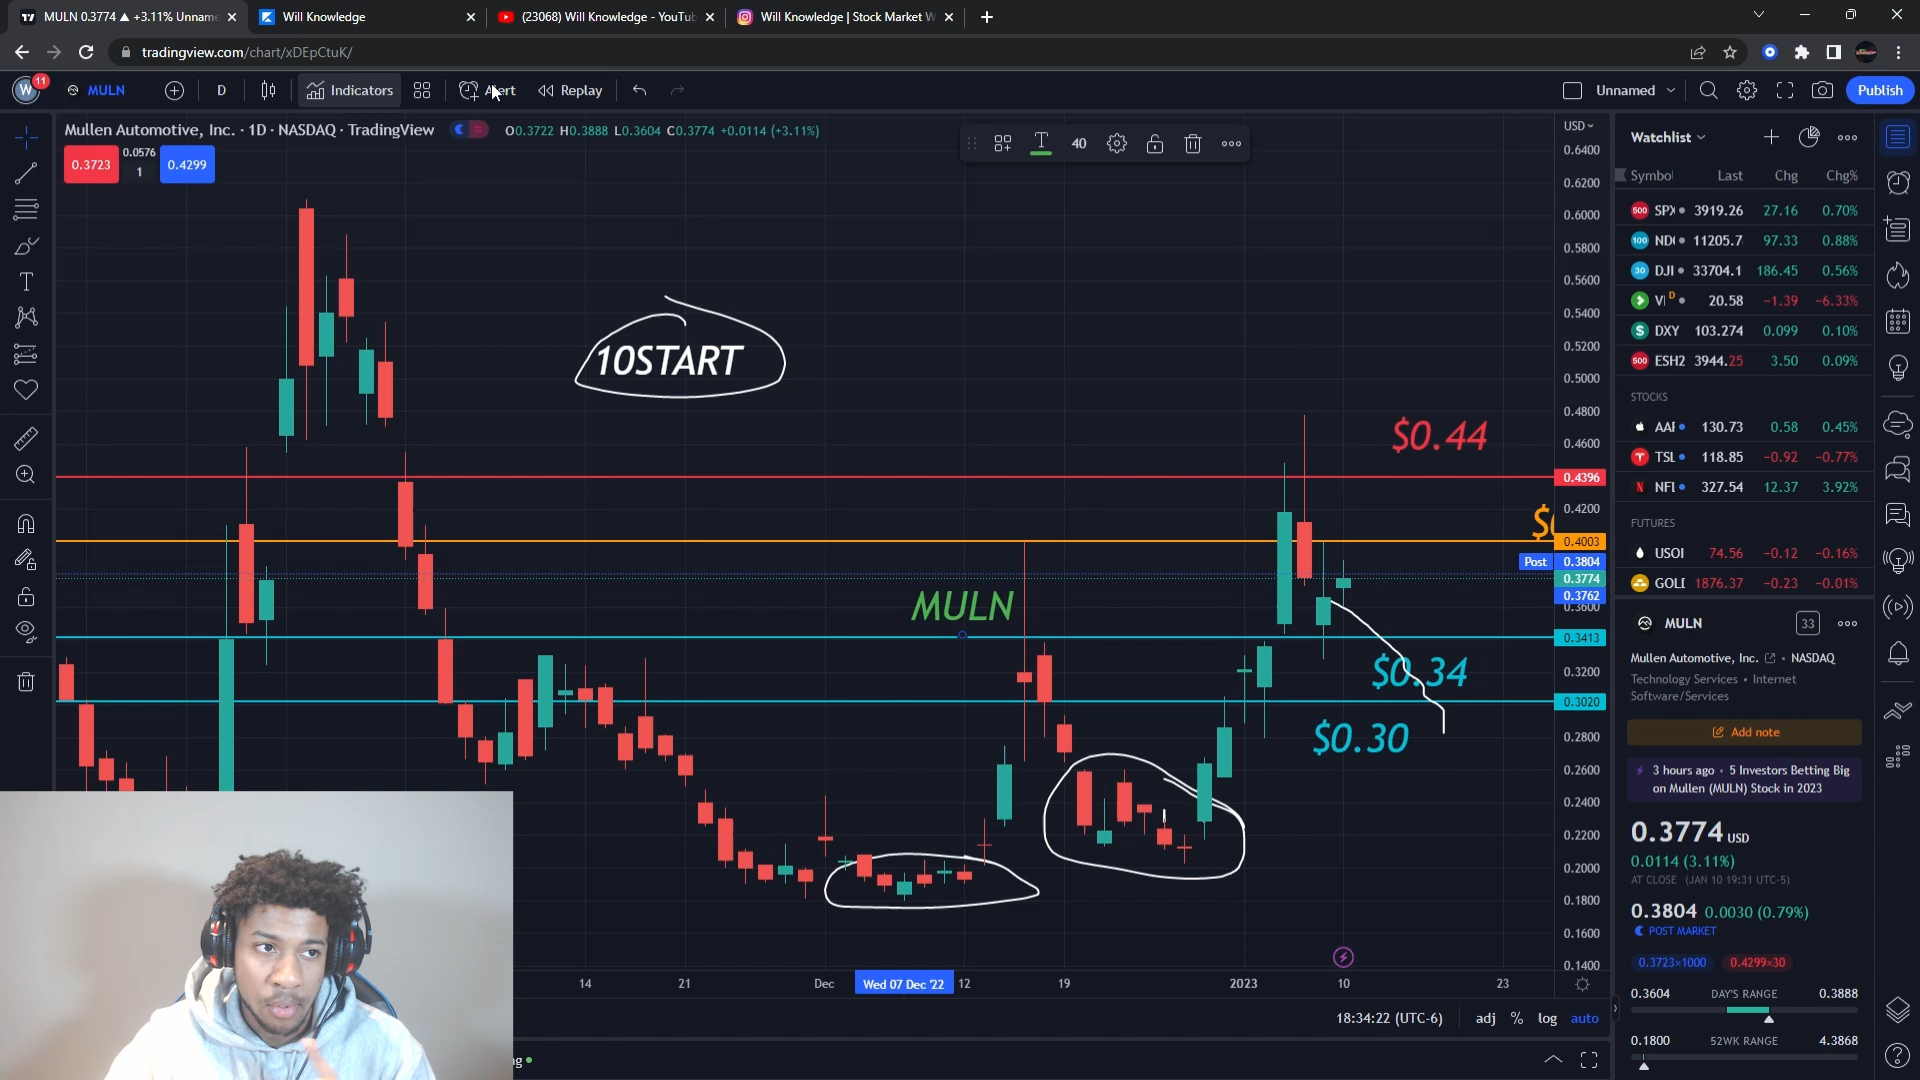 MULN 0.3774 ▲ +3.11% Unname
Will Knowledge
(23068) Will Knowledge - YouTub
Will Knowledge | Stock Market W
tradingview.com/chart/xDEpCtuK/
11
W
MULN
D
Indicators
Alert
Replay
Unnamed
Publish
Mullen Automotive, Inc. · 1D · NASDAQ · TradingView
O0.3722 H0.3888 L0.3604 C0.3774 +0.0114 (+3.11%)
0.3723
0.0576
1
0.4299
40
USD
0.6400
0.6200
0.6000
0.5800
0.5600
0.5400
0.5200
0.5000
0.4800
0.4600
0.4396
0.4200
0.4003
Post 0.3804
0.3774
0.3762
0.3600
0.3413
0.3200
0.3020
0.2800
0.2600
0.2400
0.2200
0.2000
0.1800
0.1600
0.1400
10START
$0.44
MULN
$0.34
$0.30
14
21
Dec
Wed 07 Dec '22
12
19
2023
10
23
18:34:22 (UTC-6)
adj
%
log
auto
Watchlist
Symbol Last Chg Chg%
SPX 3919.26 27.16 0.70%
11205.7 97.33 0.88%
DJI 33704.1 186.45 0.56%
D 20.58 −1.39 −6.33%
DXY 103.274 0.099 0.10%
ESH2 3944.25 3.50 0.09%
STOCKS
AAF 130.73 0.58 0.45%
TSL 118.85 −0.92 −0.77%
NFL 327.54 12.37 3.92%
FUTURES
USOI 74.56 −0.12 −0.16%
GOLD 1876.37 −0.23 −0.01%
MULN
33
Mullen Automotive, Inc. • NASDAQ
Technology Services • Internet
Software/Services
Add note
3 hours ago · 5 Investors Betting Big
on Mullen (MULN) Stock in 2023
0.3774 USD
0.0114 (3.11%)
AT CLOSE (JAN 10 19:31 UTC-5)
0.3804 0.0030 (0.79%)
POST MARKET
0.3723×1000 0.4299×30
0.3604 DAY'S RANGE 0.3888
0.1800 52WK RANGE 4.3868